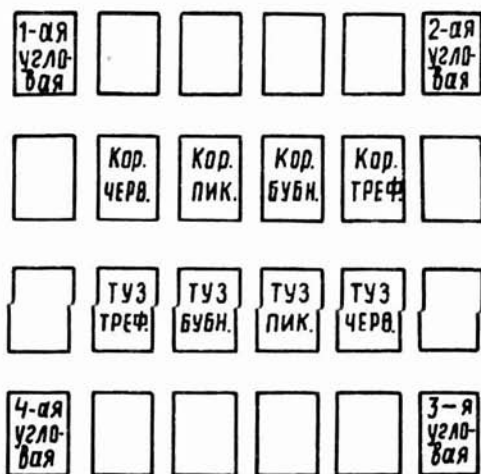 1-ая
угло-
вая
2-ая
угло-
вая
Кор.
ЧЕРВ.
Кор.
ПИК.
Кор.
БУБН.
Кор.
ТРЕФ.
ТУЗ
ТРЕФ.
ТУЗ
БУБН.
ТУЗ
ПИК.
ТУЗ
ЧЕРВ.
4-ая
угло-
вая
3-я
угло-
вая